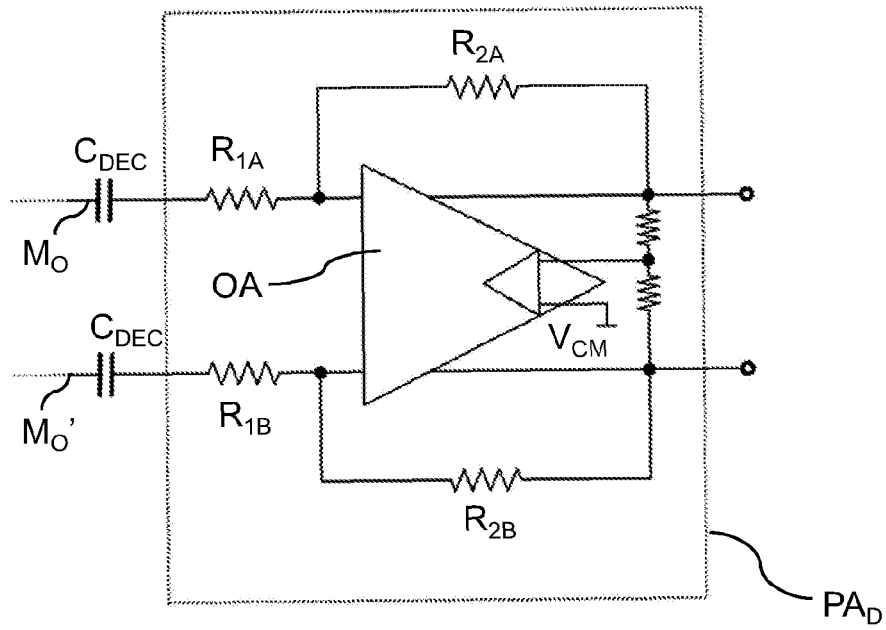 R2A
CDEC
R1A
MO
OA
CDEC
VCM
MO'
R1B
R2B
PAD